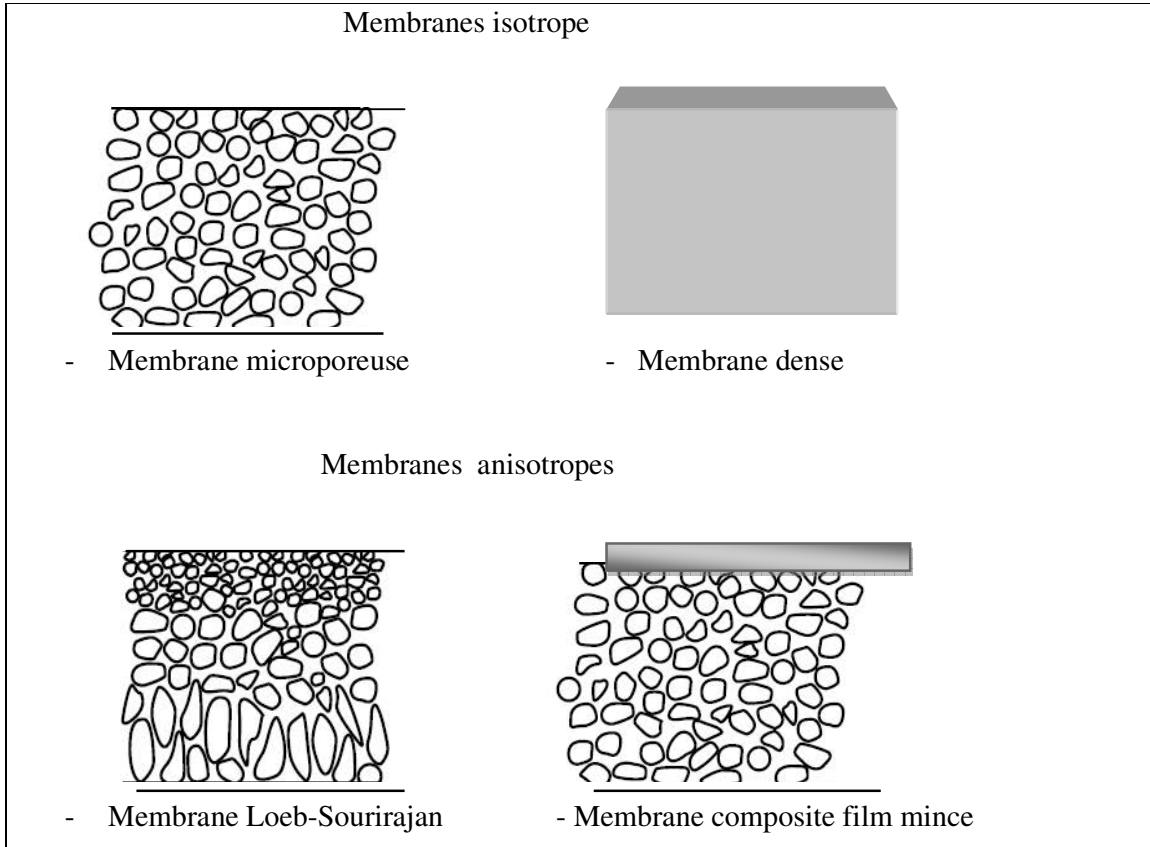 Membranes isotrope
- Membrane microporeuse
- Membrane dense
Membranes anisotropes
- Membrane Loeb-Sourirajan
- Membrane composite film mince